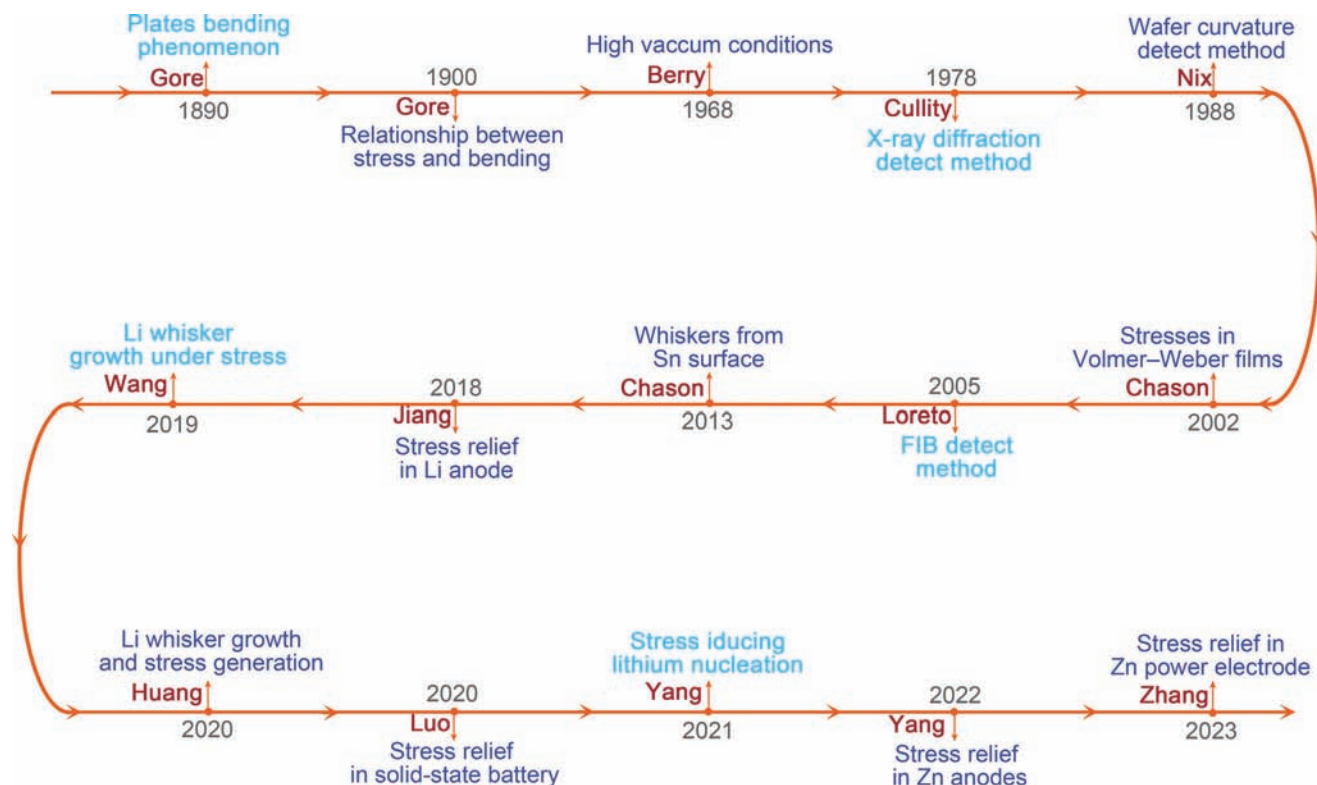 Plates bending
phenomenon
Gore
1890
1900
Gore
Relationship between
stress and bending
High vaccum conditions
Berry
1968
1978
Cullity
X-ray diffraction
detect method
Wafer curvature
detect method
Nix
1988
Stresses in
Volmer–Weber films
Chason
2002
2005
Loreto
FIB detect
method
Whiskers from
Sn surface
Chason
2013
2018
Jiang
Stress relief
in Li anode
Li whisker
growth under stress
Wang
2019
Li whisker growth
and stress generation
Huang
2020
2020
Luo
Stress relief
in solid-state battery
Stress iducing
lithium nucleation
Yang
2021
2022
Yang
Stress relief
in Zn anodes
Stress relief in
Zn power electrode
Zhang
2023